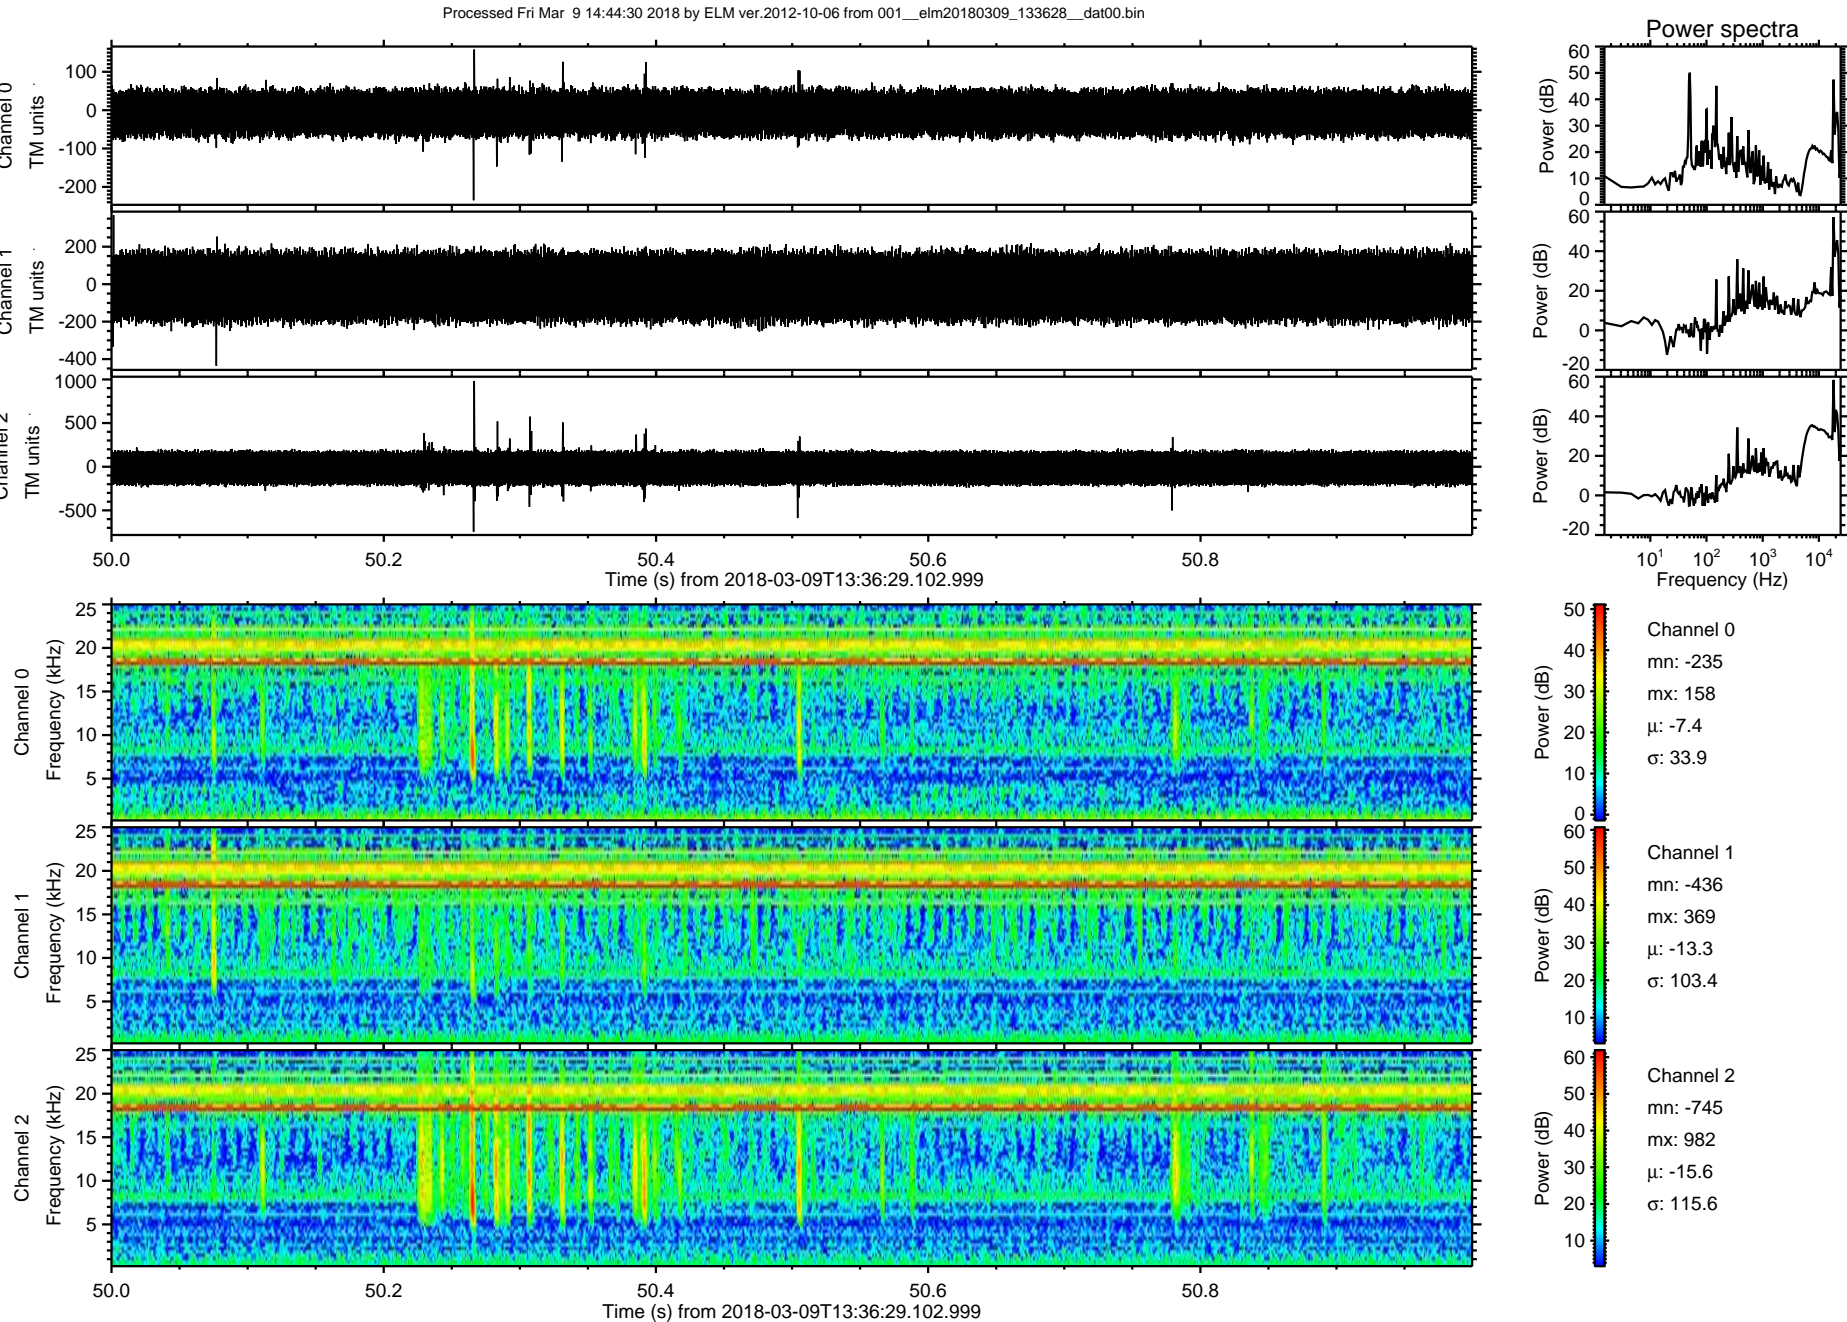 Processed Fri Mar 9 14:44:30 2018 by ELM ver.2012-10-06 from 001__elm20180309_133628__dat00.bin
Power spectra
Channel 0
TM units
100
0
-100
-200
Power (dB)
60
50
40
30
20
10
0
Channel 1
TM units
200
0
-200
-400
Power (dB)
60
40
20
0
-20
Channel 2
TM units
1000
500
0
-500
Power (dB)
60
40
20
0
-20
50.0 50.2 50.4 50.6 50.8
Time (s) from 2018-03-09T13:36:29.102.999
10¹ 10² 10³ 10⁴
Frequency (Hz)
Channel 0
Frequency (kHz)
25
20
15
10
5
Power (dB)
50
40
30
20
10
0
Channel 0
mn: -235
mx: 158
μ: -7.4
σ: 33.9
Channel 1
Frequency (kHz)
25
20
15
10
5
Power (dB)
60
50
40
30
20
10
Channel 1
mn: -436
mx: 369
μ: -13.3
σ: 103.4
Channel 2
Frequency (kHz)
25
20
15
10
5
Power (dB)
60
50
40
30
20
10
Channel 2
mn: -745
mx: 982
μ: -15.6
σ: 115.6
50.0 50.2 50.4 50.6 50.8
Time (s) from 2018-03-09T13:36:29.102.999